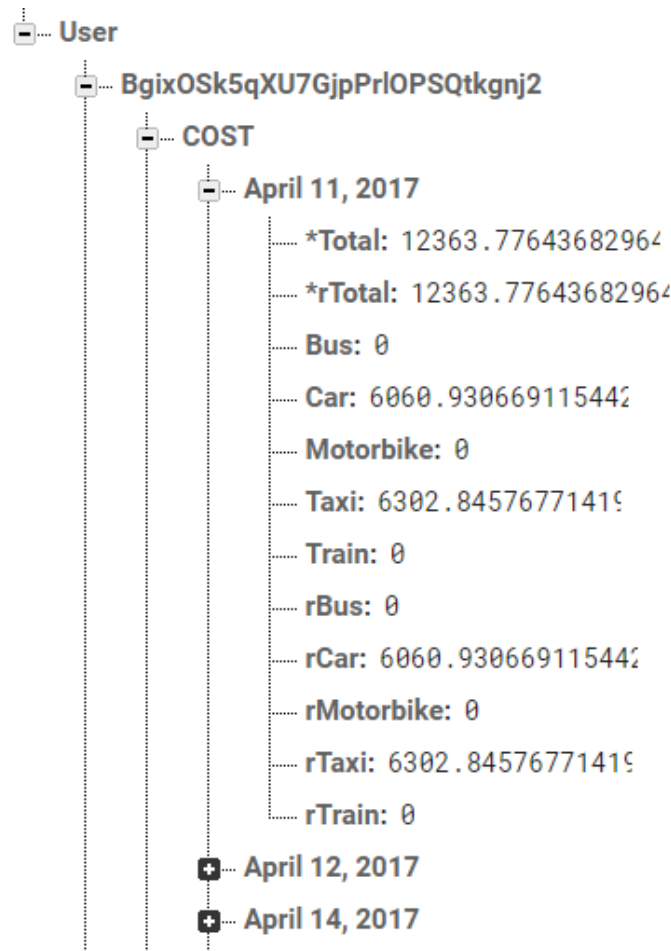 User
BgixOSk5qXU7GjpPrlOPSQtkgnj2
COST
April 11, 2017
*Total: 12363.77643682964
*rTotal: 12363.77643682964
Bus: 0
Car: 6060.930669115442
Motorbike: 0
Taxi: 6302.84576771419
Train: 0
rBus: 0
rCar: 6060.930669115442
rMotorbike: 0
rTaxi: 6302.84576771419
rTrain: 0
April 12, 2017
April 14, 2017